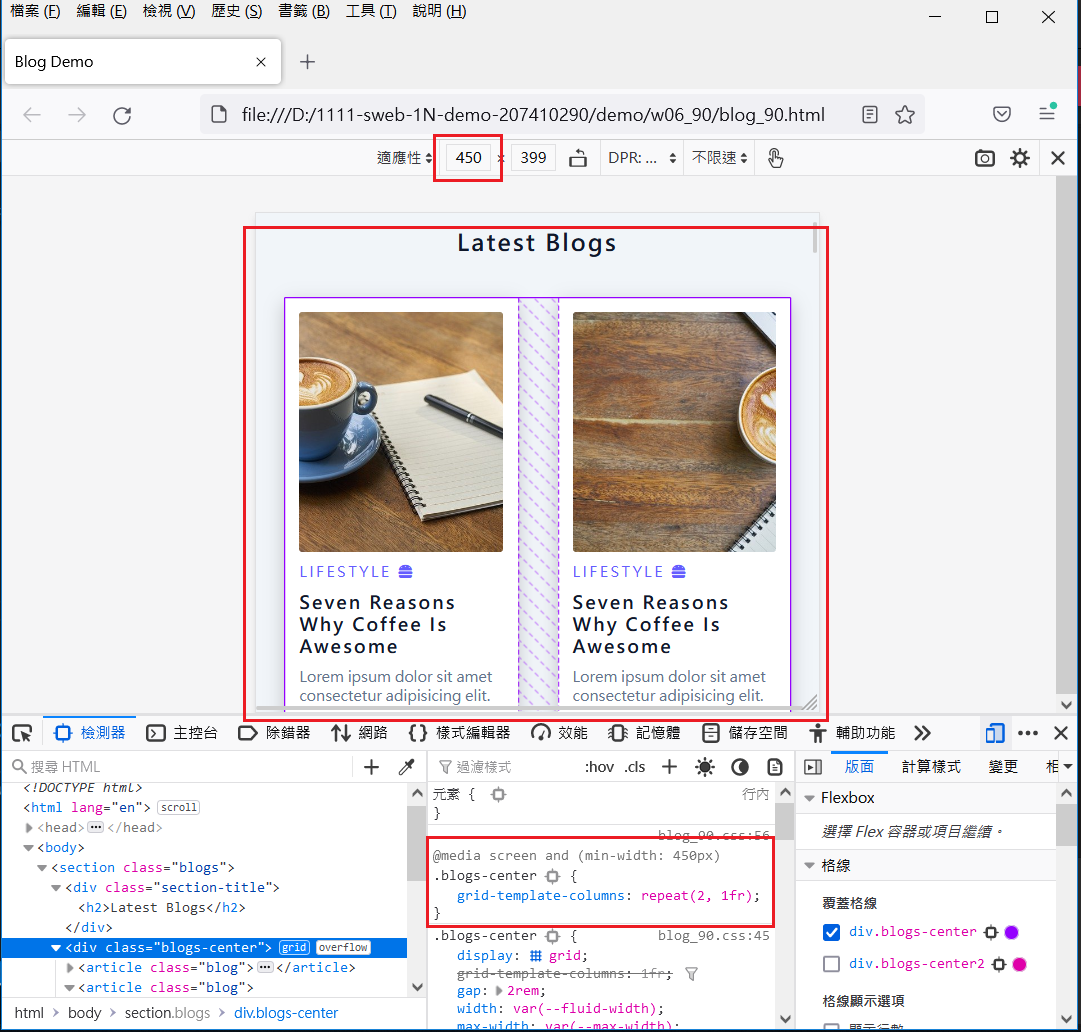 檔案 (F) 編輯 (E) 檢視 (V) 歷史 (S) 書籤 (B) 工具 (T) 說明 (H)
Blog Demo
file:///D:/1111-sweb-1N-demo-207410290/demo/w06_90/blog_90.html
適應性 450 × 399 DPR: ... 不限速
Latest Blogs
LIFESTYLE LIFESTYLE
Seven Reasons Seven Reasons
Why Coffee Is Why Coffee Is
Awesome Awesome
Lorem ipsum dolor sit amet Lorem ipsum dolor sit amet
consectetur adipisicing elit. consectetur adipisicing elit.
檢測器 主控台 除錯器 網路 {} 樣式編輯器 效能 記憶體 儲存空間 輔助功能
搜尋 HTML
<!DOCTYPE html>
<html lang="en"> scroll
<head> ··· </head>
<body>
<section class="blogs">
<div class="section-title">
<h2>Latest Blogs</h2>
</div>
<div class="blogs-center"> grid overflow
<article class="blog"> ··· </article>
<article class="blog">
html > body > section.blogs > div.blogs-center
過濾樣式 :hov .cls
元素 { 行內
}
blog_90.css:56
@media screen and (min-width: 450px)
.blogs-center {
grid-template-columns: repeat(2, 1fr);
}
.blogs-center { blog_90.css:45
display: grid;
grid-template-columns: 1fr;
gap: 2rem;
width: var(--fluid-width);
max-width: var(--max-width);
版面 計算樣式 變更
Flexbox
選擇 Flex 容器或項目繼續。
格線
覆蓋格線
div.blogs-center
div.blogs-center2
格線顯示選項
顯示行數